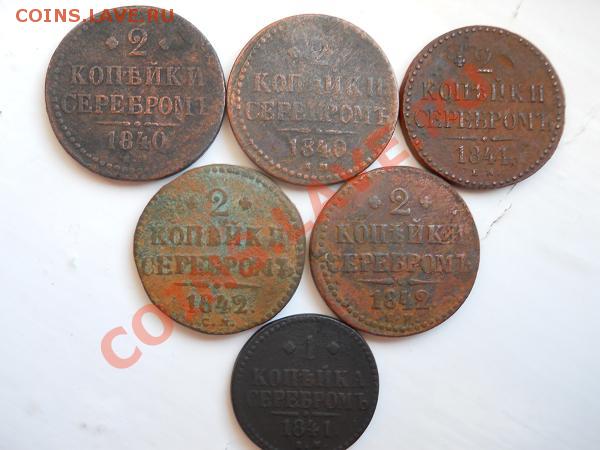 COINS.LAVE.RU
2
КОПѢЙКИ
СЕРЕБРОМЪ
1840
2
КОПѢЙКИ
СЕРЕБРОМЪ
1840
2
КОПѢЙКИ
СЕРЕБРОМЪ
1841.
2
КОПѢЙКИ
СЕРЕБРОМЪ
1842.
С.М.
2
КОПѢЙКИ
СЕРЕБРОМЪ
1842
1
КОПѢЙКА
СЕРЕБРОМЪ
1841